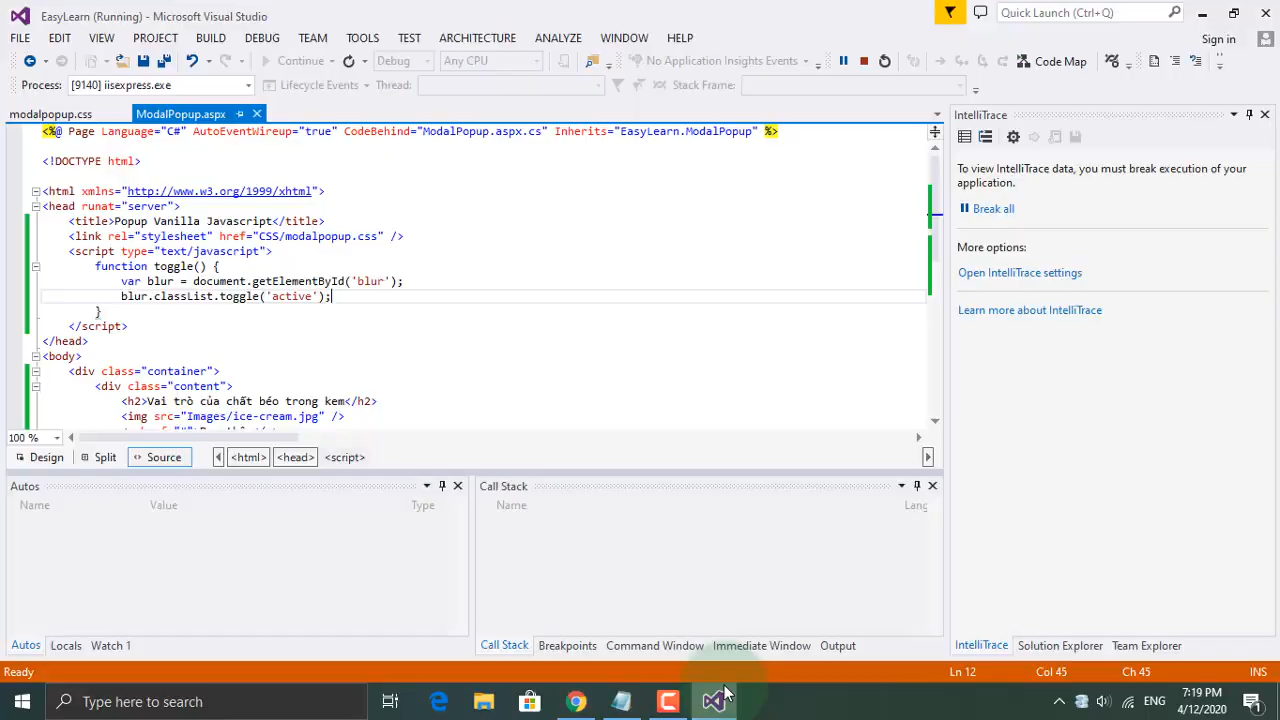 EasyLearn (Running) - Microsoft Visual Studio
Quick Launch (Ctrl+Q)
FILE EDIT VIEW PROJECT BUILD DEBUG TEAM TOOLS TEST ARCHITECTURE ANALYZE WINDOW HELP
Sign in
Continue Debug Any CPU No Application Insights Events Code Map
Process: [9140] iisexpress.exe Lifecycle Events Thread: Stack Frame:
modalpopup.css ModalPopup.aspx
<%@ Page Language="C#" AutoEventWireup="true" CodeBehind="ModalPopup.aspx.cs" Inherits="EasyLearn.ModalPopup" %>
<!DOCTYPE html>
<html xmlns="http://www.w3.org/1999/xhtml">
<head runat="server">
<title>Popup Vanilla Javascript</title>
<link rel="stylesheet" href="CSS/modalpopup.css" />
<script type="text/javascript">
function toggle() {
var blur = document.getElementById('blur');
blur.classList.toggle('active');
}
</script>
</head>
<body>
<div class="container">
<div class="content">
<h2>Vai trò của chất béo trong kem</h2>
<img src="Images/ice-cream.jpg" />
100 %
Design Split Source <html> <head> <script>
IntelliTrace
To view IntelliTrace data, you must break execution of your
application.
Break all
More options:
Open IntelliTrace settings
Learn more about IntelliTrace
Autos
Name Value Type
Call Stack
Name Lang
Autos Locals Watch 1
Call Stack Breakpoints Command Window Immediate Window Output
IntelliTrace Solution Explorer Team Explorer
Ready Ln 12 Col 45 Ch 45 INS
Type here to search
ENG
7:19 PM
4/12/2020
1